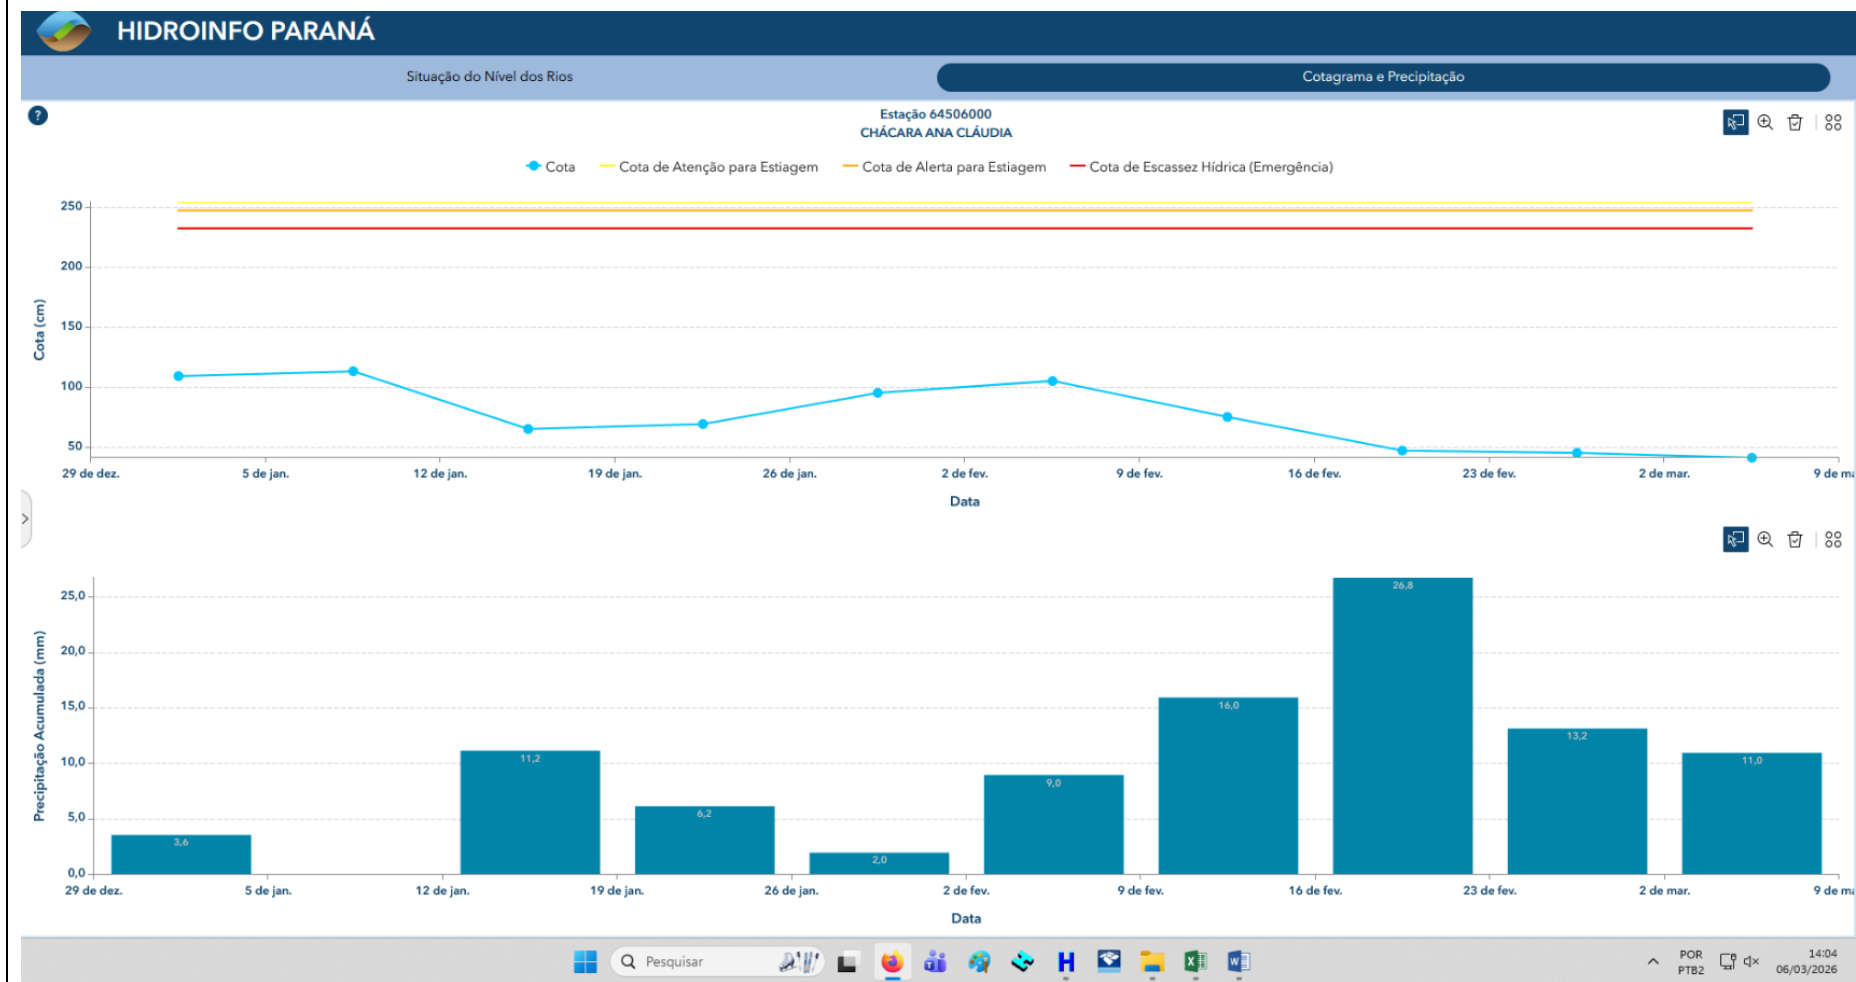 HIDROINFO PARANÁ
Situação do Nível dos Rios
Cotagrama e Precipitação
?
Estação 64506000
CHÁCARA ANA CLÁUDIA
Cota
Cota de Atenção para Estiagem
Cota de Alerta para Estiagem
Cota de Escassez Hídrica (Emergência)
Cota (cm)
250
200
150
100
50
29 de dez.
5 de jan.
12 de jan.
19 de jan.
26 de jan.
2 de fev.
9 de fev.
16 de fev.
23 de fev.
2 de mar.
9 de ma
Data
Precipitação Acumulada (mm)
25,0
20,0
15,0
10,0
5,0
0,0
3,6
11,2
6,2
2,0
9,0
16,0
26,8
13,2
11,0
29 de dez.
5 de jan.
12 de jan.
19 de jan.
26 de jan.
2 de fev.
9 de fev.
16 de fev.
23 de fev.
2 de mar.
9 de ma
Data
Pesquisar
H
POR
PTB2
14:04
06/03/2026